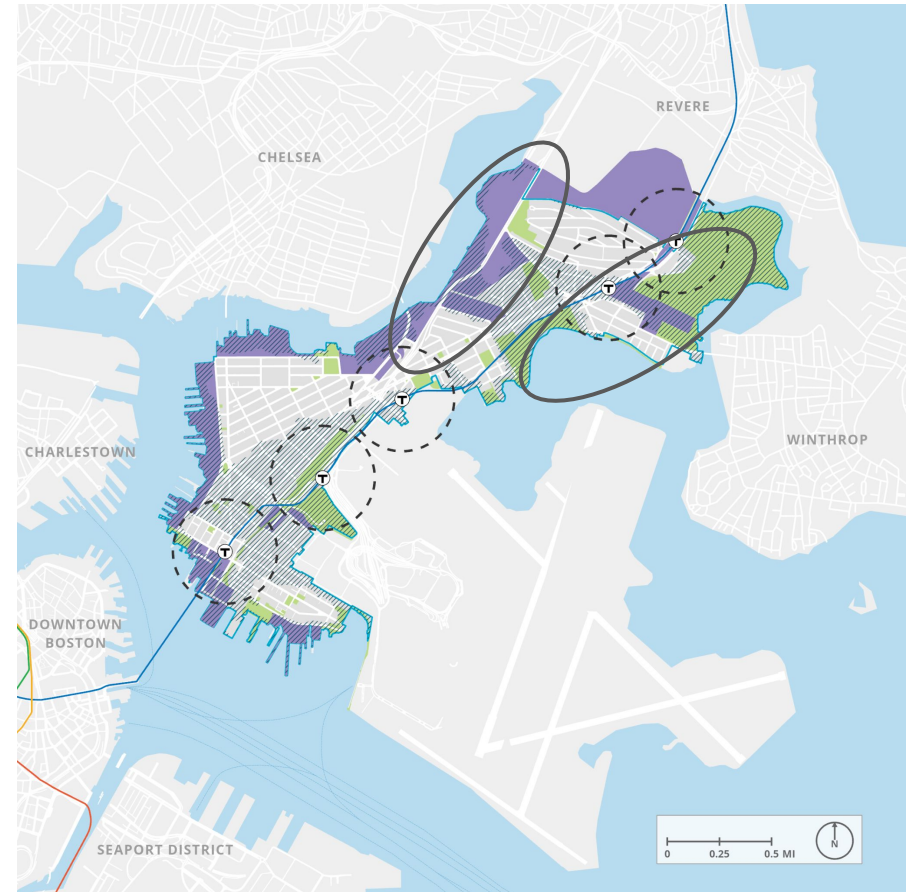 REVERE
CHELSEA
T
T
T
WINTHROP
CHARLESTOWN
T
T
DOWNTOWN
BOSTON
SEAPORT DISTRICT
0 0.25 0.5 MI
N